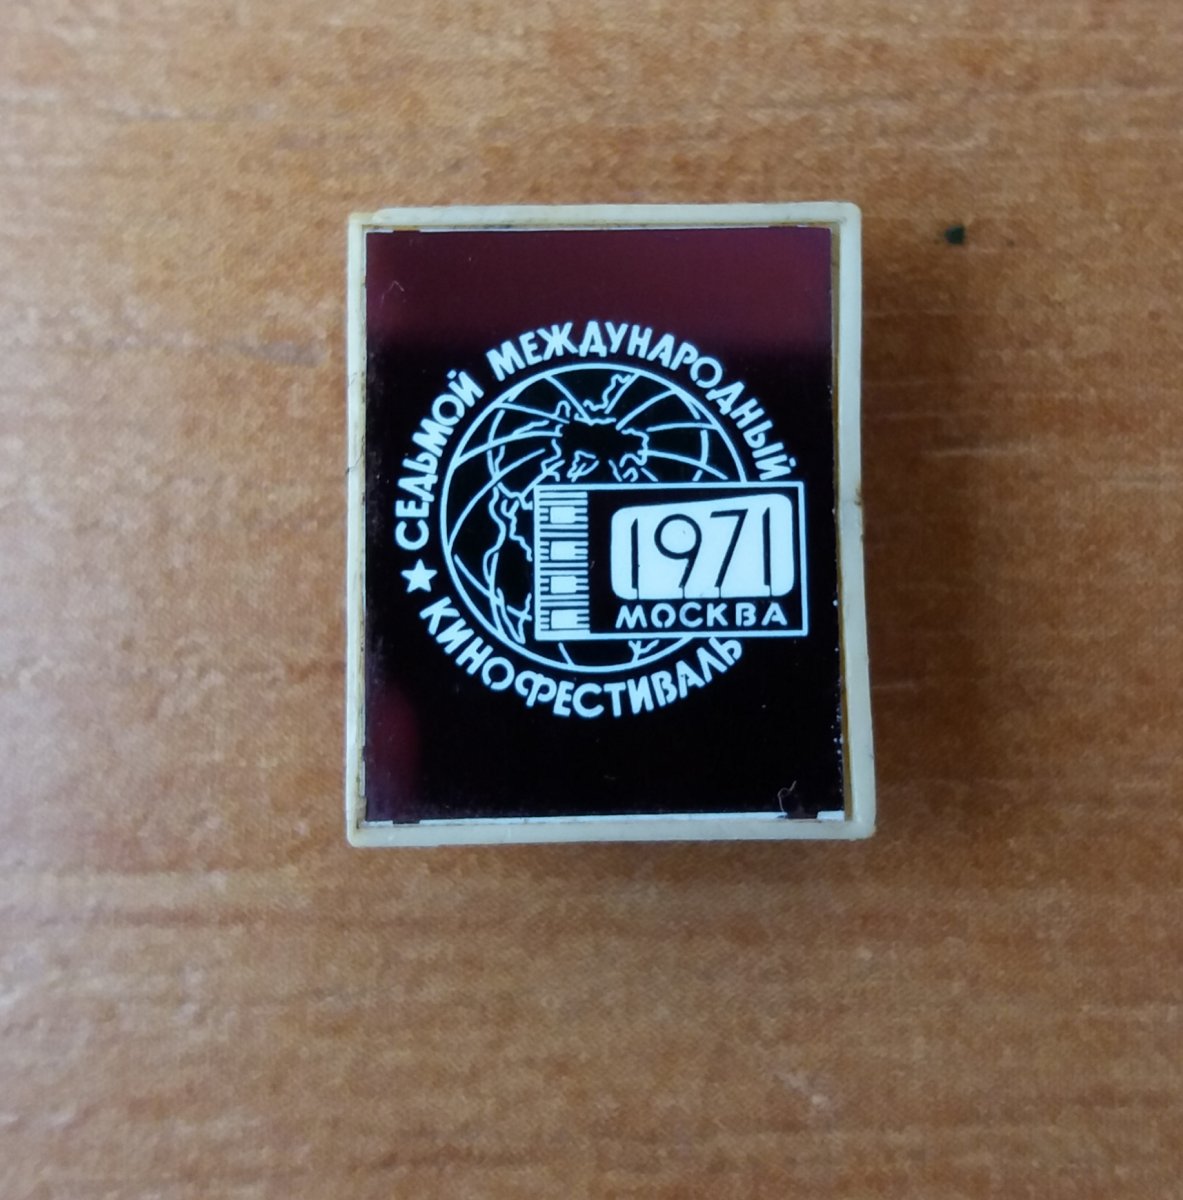 СЕДЬМОЙ МЕЖДУНАРОДНЫЙ
1971
МОСКВА
КИНОФЕСТИВАЛЬ